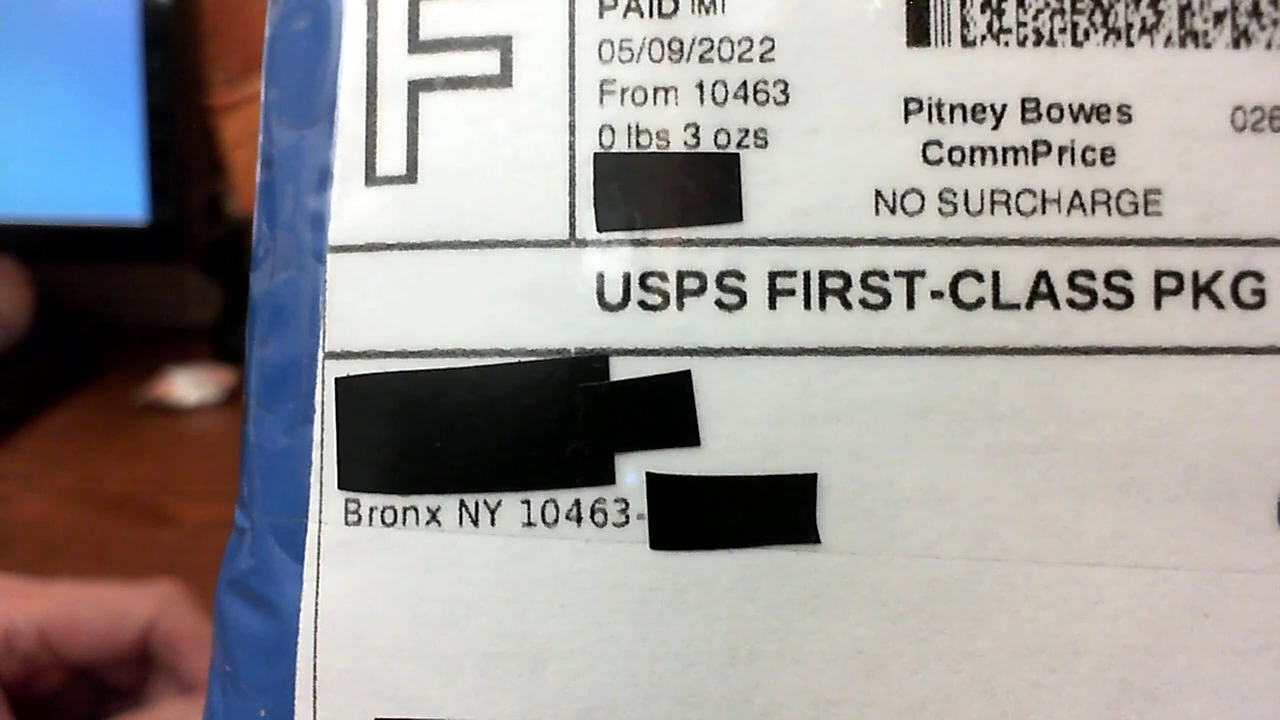 F
PAID IMI
05/09/2022
From 10463
0 lbs 3 ozs
Pitney Bowes
CommPrice
NO SURCHARGE
026
USPS FIRST-CLASS PKG
Bronx NY 10463-